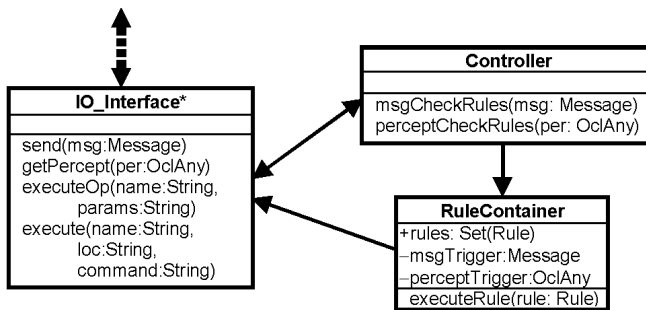 IO_Interface*
send(msg:Message)
getPercept(per:OclAny)
executeOp(name:String,
params:String)
execute(name:String,
loc:String,
command:String)
Controller
msgCheckRules(msg: Message)
perceptCheckRules(per: OclAny)
RuleContainer
+rules: Set(Rule)
−msgTrigger:Message
−perceptTrigger:OclAny
executeRule(rule: Rule)